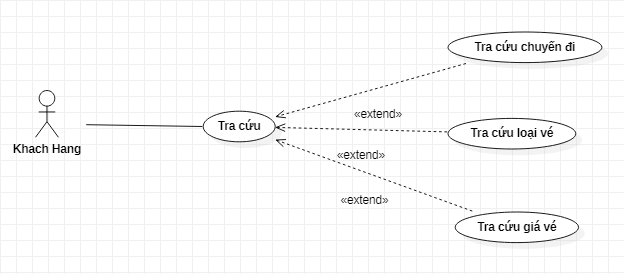 Tra cứu chuyến đi
«extend»
Tra cứu
Tra cứu loại vé
Khach Hang
«extend»
«extend»
Tra cứu giá vé